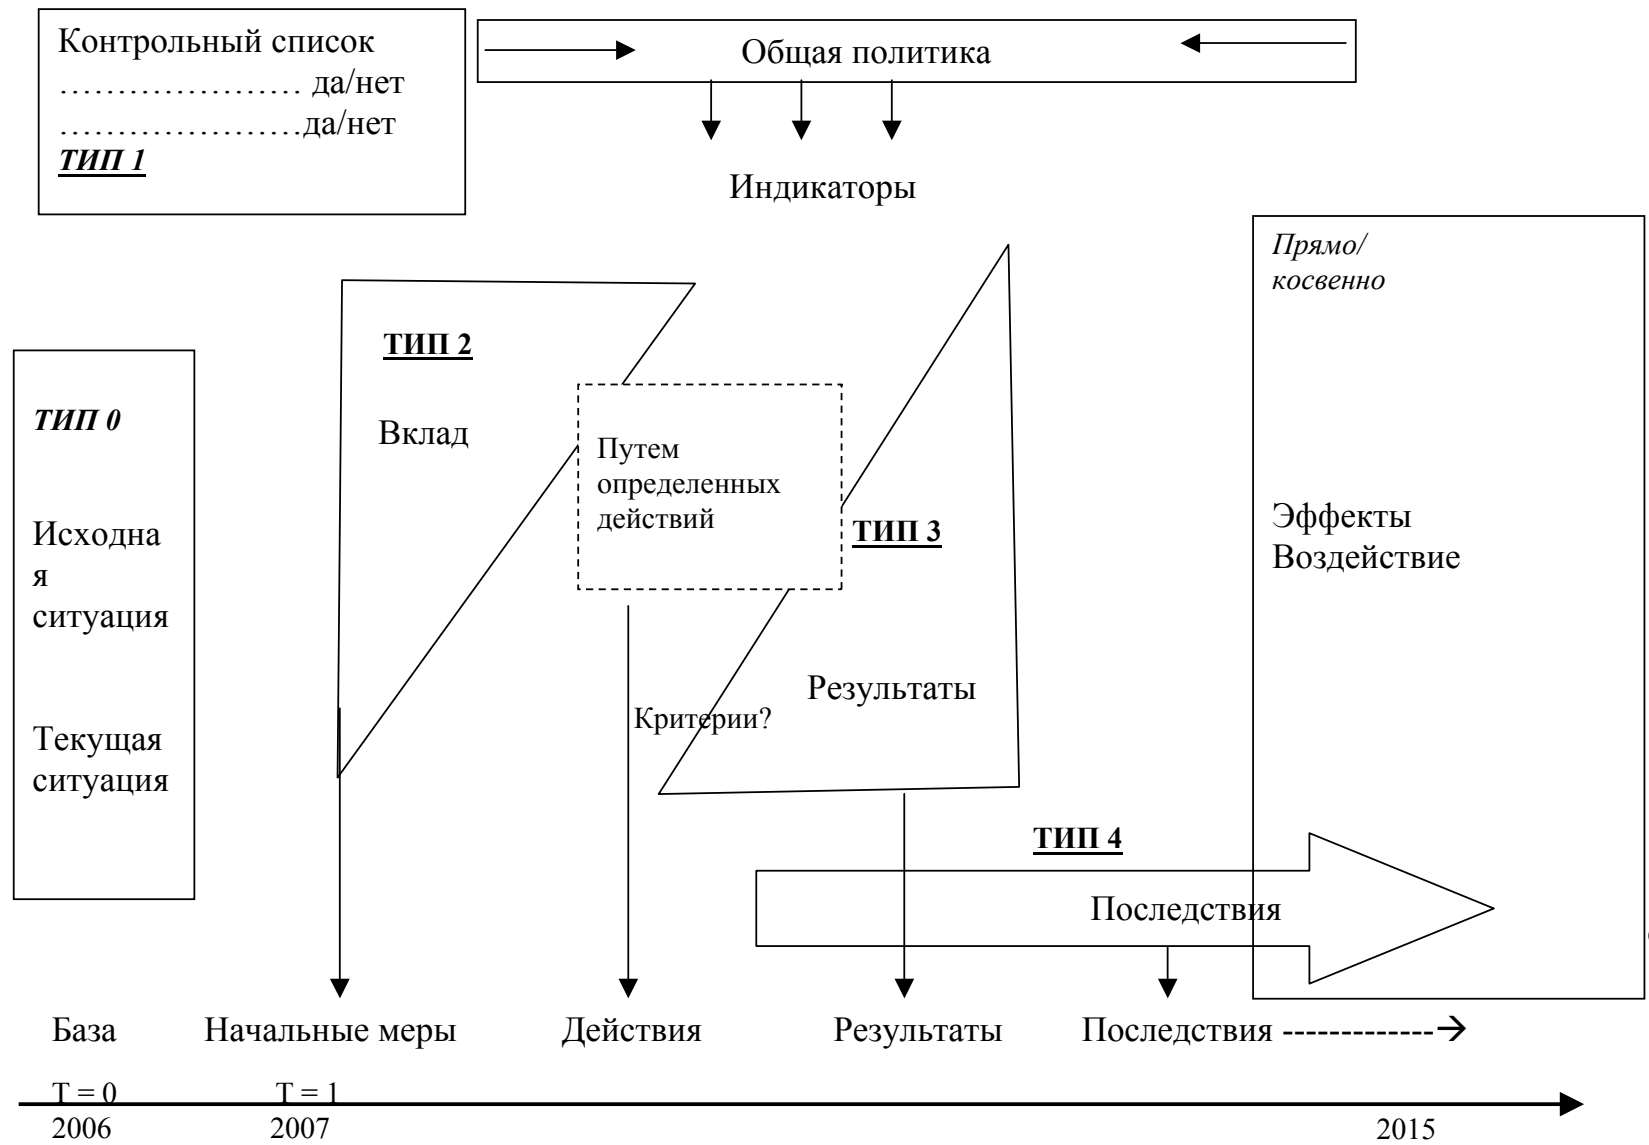 Контрольный список
………………… да/нет
…………………да/нет
ТИП 1
Общая политика
Индикаторы
Прямо/
косвенно
ТИП 2
Вклад
ТИП 0
Исходна
я
ситуация
Текущая
ситуация
Путем
определенных
действий
ТИП 3
Эффекты
Воздействие
Результаты
Критерии?
ТИП 4
Последствия
База Начальные меры Действия Результаты Последствия -------------→
T = 0 T = 1
2006 2007 2015